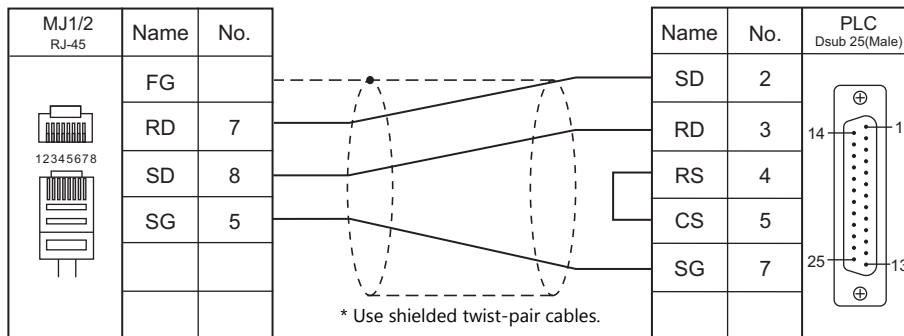 MJ1/2
RJ-45
Name No.
FG
RD 7
SD 8
SG 5
12345678
* Use shielded twist-pair cables.
Name No.
SD 2
RD 3
RS 4
CS 5
SG 7
PLC
Dsub 25(Male)
14 1
25 13